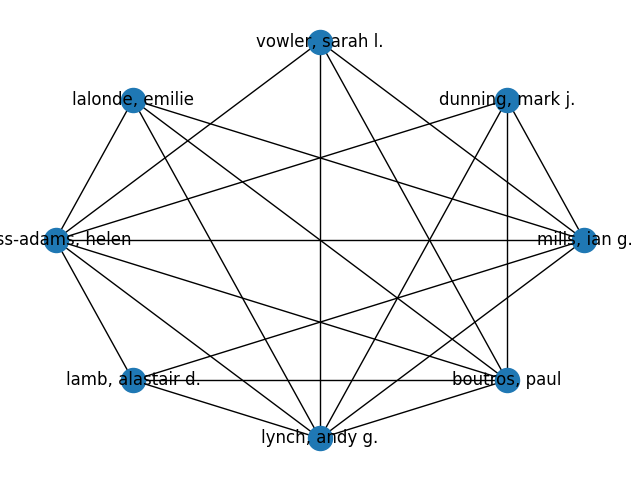 vowler, sarah l.
lalonde, emilie
dunning, mark j.
ss-adams, helen
mills, ian g.
lamb, alastair d.
boutros, paul
lynch, andy g.